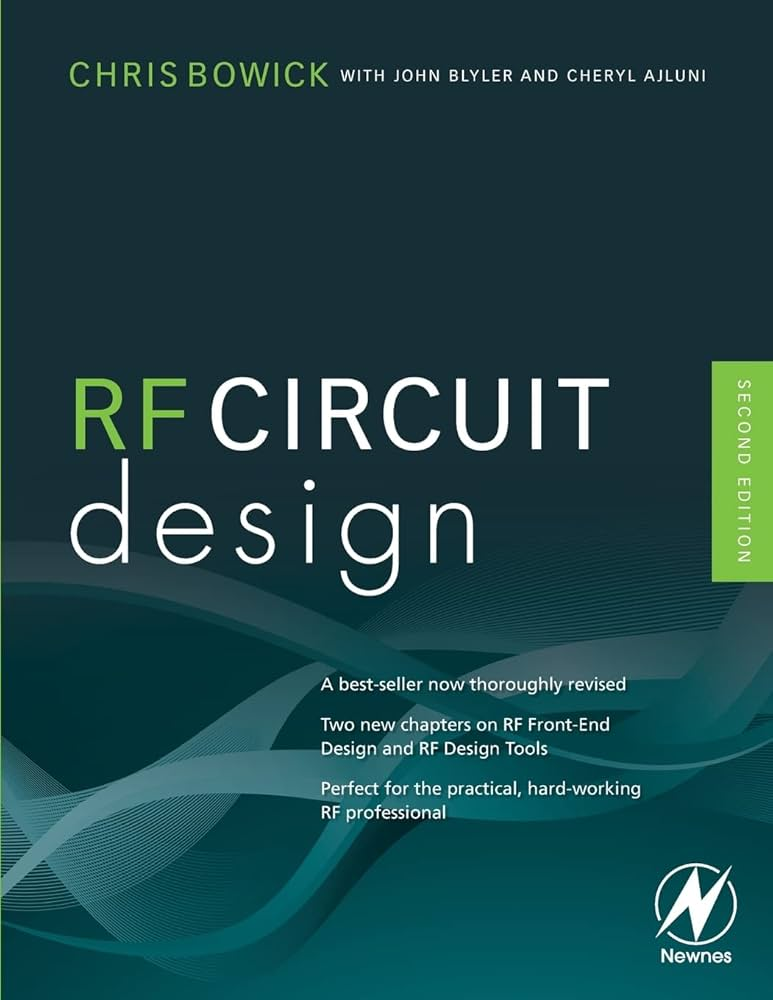 CHRIS BOWICK WITH JOHN BLYLER AND CHERYL AJLUNI
RF CIRCUIT
design
SECOND EDITION
A best-seller now thoroughly revised
Two new chapters on RF Front-End
Design and RF Design Tools
Perfect for the practical, hard-working
RF professional
Newnes